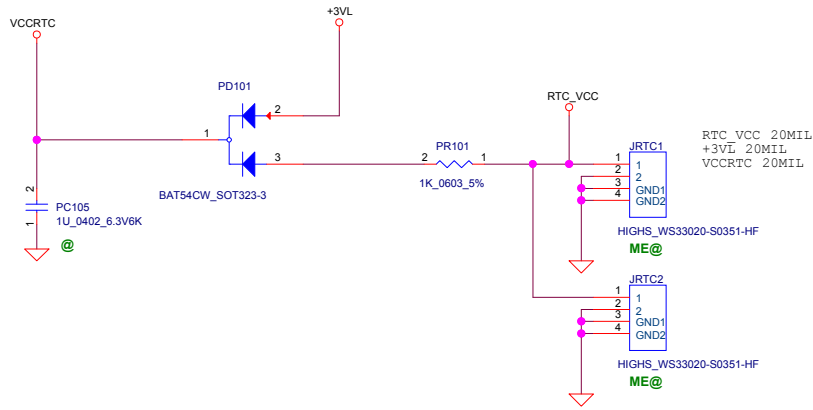 VCCRTC
+3VL
PD101
2
1
3
BAT54CW_SOT323-3
RTC_VCC
PR101
2
1
1K_0603_5%
RTC_VCC 20MIL
+3VL 20MIL
VCCRTC 20MIL
JRTC1
1 1
2 2
3 GND1
4 GND2
HIGHS_WS33020-S0351-HF
ME@
2
1
PC105
1U_0402_6.3V6K
@
JRTC2
1 1
2 2
3 GND1
4 GND2
HIGHS_WS33020-S0351-HF
ME@